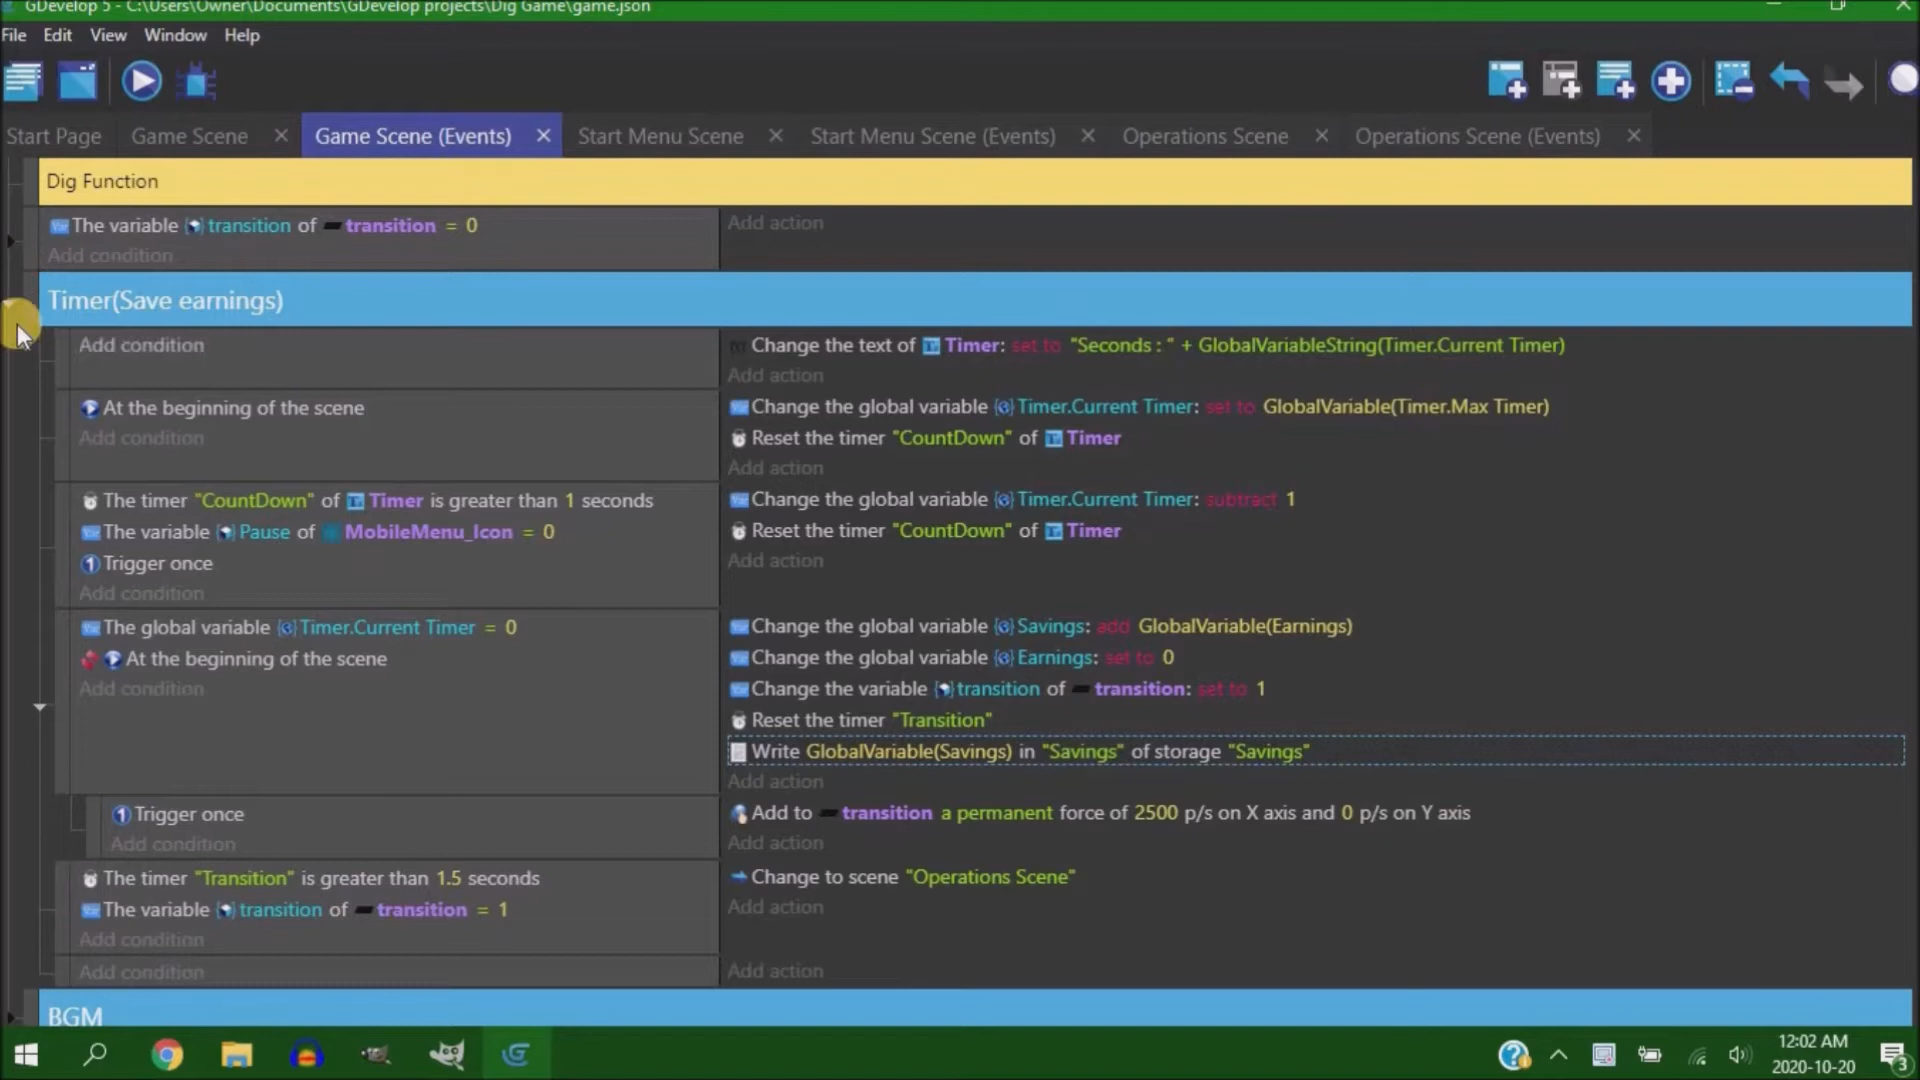 GDevelop 5 - C:\Users\Owner\Documents\GDevelop projects\Dig Game\game.json
File Edit View Window Help
Start Page Game Scene Game Scene (Events) Start Menu Scene Start Menu Scene (Events) Operations Scene Operations Scene (Events)
Dig Function
The variable transition of transition = 0
Add action
Add condition
Timer(Save earnings)
Add condition
Change the text of Timer: set to "Seconds : " + GlobalVariableString(Timer.Current Timer)
Add action
At the beginning of the scene
Change the global variable Timer.Current Timer: set to GlobalVariable(Timer.Max Timer)
Add condition
Reset the timer "CountDown" of Timer
Add action
The timer "CountDown" of Timer is greater than 1 seconds
Change the global variable Timer.Current Timer: subtract 1
The variable Pause of MobileMenu_Icon = 0
Reset the timer "CountDown" of Timer
1 Trigger once
Add action
Add condition
The global variable Timer.Current Timer = 0
Change the global variable Savings: add GlobalVariable(Earnings)
At the beginning of the scene
Change the global variable Earnings: set to 0
Add condition
Change the variable transition of transition: set to 1
Reset the timer "Transition"
Write GlobalVariable(Savings) in "Savings" of storage "Savings"
Add action
1 Trigger once
Add to transition a permanent force of 2500 p/s on X axis and 0 p/s on Y axis
Add condition
Add action
The timer "Transition" is greater than 1.5 seconds
Change to scene "Operations Scene"
The variable transition of transition = 1
Add action
Add condition
Add condition
Add action
BGM
12:02 AM
2020-10-20
3